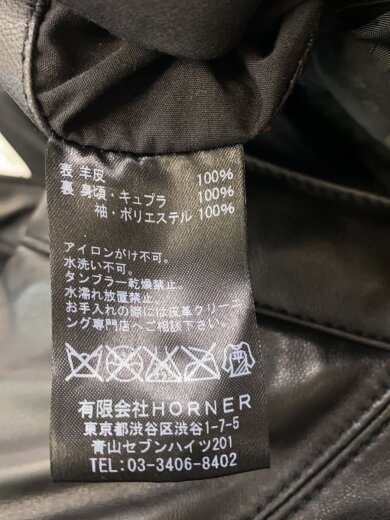 表 羊皮 100%
裏 身頃・キュプラ 100%
袖・ポリエステル 100%
アイロンがけ不可。
水洗い不可。
タンブラー乾燥禁止。
水濡れ放置禁止。
お手入れの際には皮革クリーニ
ング専門店へご相談下さい。
有限会社HORNER
東京都渋谷区渋谷1-7-5
青山セブンハイツ201
TEL:03-3406-8402